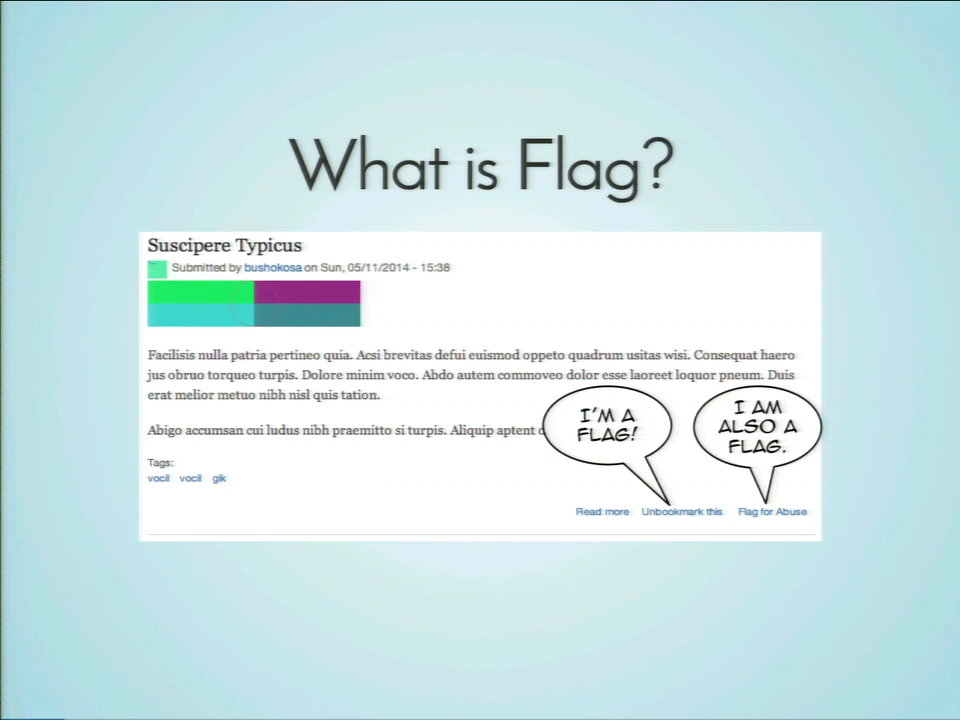 What is Flag?
Suscipere Typicus
Submitted by bushokosa on Sun, 05/11/2014 - 15:38
Facilisis nulla patria pertineo quia. Acsi brevitas defui euismod oppeto quadrum usitas wisi. Consequat haero
jus obruo torqueo turpis. Dolore minim voco. Abdo autem commoveo dolor esse laoreet loquor pneum. Duis
erat melior metuo nibh nisl quis tation.
I'M A
FLAG!
I AM
ALSO A
FLAG.
Abigo accumsan cui ludus nibh praemitto si turpis. Aliquip aptent
Tags:
vocil vocil gik
Read more Unbookmark this Flag for Abuse